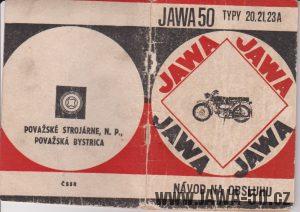 JAWA 50 TYPY 20,21,23A
JAWA
JAWA
JAWA
JAWA
POVAŽSKÉ STROJÁRNE, N. P.,
POVAŽSKÁ BYSTRICA
ČSSR
NÁVOD NA OBSLUHU
www.JAWA-50.cz